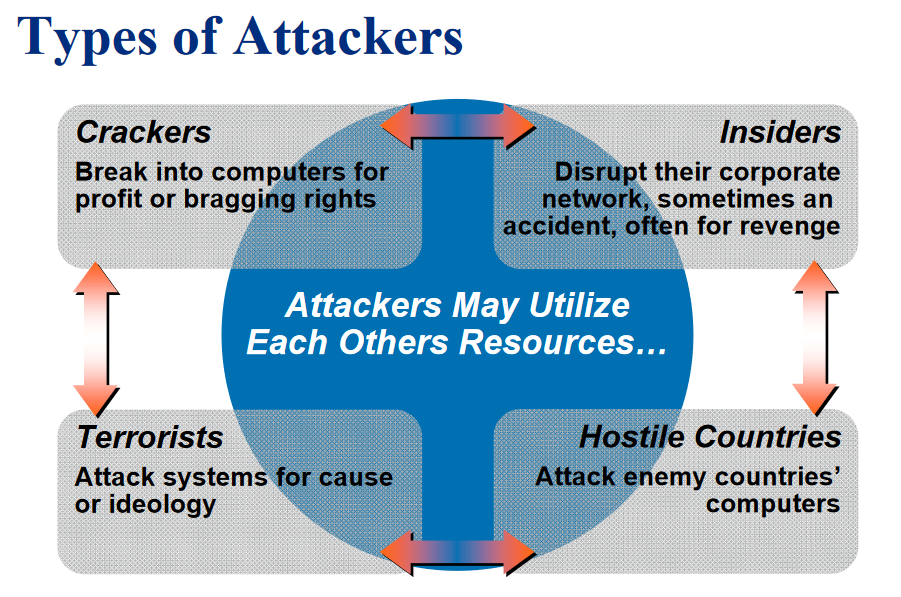 Types of Attackers
Crackers
Break into computers for
profit or bragging rights
Insiders
Disrupt their corporate
network, sometimes an
accident, often for revenge
Attackers May Utilize
Each Others Resources…
Terrorists
Attack systems for cause
or ideology
Hostile Countries
Attack enemy countries’
computers